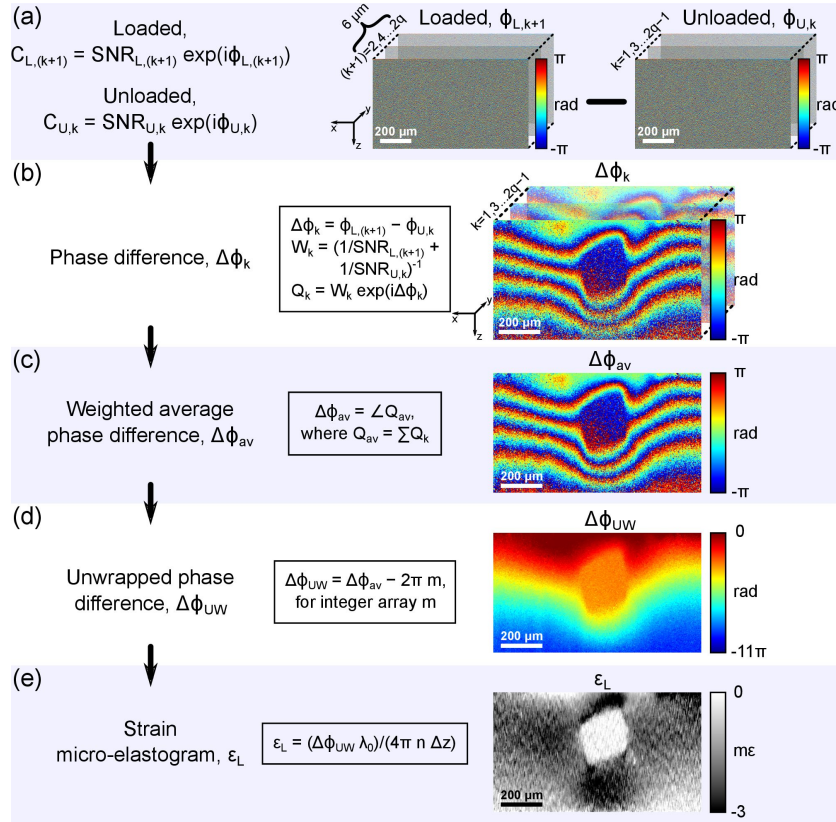 (a)
Loaded,
C_L,(k+1) = SNR_L,(k+1) exp(iϕ_L,(k+1))
Unloaded,
C_U,k = SNR_U,k exp(iϕ_U,k)
6 µm
(k+1)=2,4...2q
Loaded, ϕ_L,k+1
200 µm
x
y
z
π
rad
-π
k=1,3...2q−1
Unloaded, ϕ_U,k
200 µm
π
rad
-π
(b)
Phase difference, Δϕ_k
Δϕ_k = ϕ_L,(k+1) − ϕ_U,k
W_k = (1/SNR_L,(k+1) +
1/SNR_U,k)^-1
Q_k = W_k exp(iΔϕ_k)
k=1,3...2q−1
Δϕ_k
200 µm
x
y
z
π
rad
-π
(c)
Weighted average
phase difference, Δϕ_av
Δϕ_av = ∠Q_av,
where Q_av = ∑Q_k
Δϕ_av
200 µm
π
rad
-π
(d)
Unwrapped phase
difference, Δϕ_UW
Δϕ_UW = Δϕ_av − 2π m,
for integer array m
Δϕ_UW
200 µm
0
rad
-11π
(e)
Strain
micro-elastogram, ε_L
ε_L = (Δϕ_UW λ_0)/(4π n Δz)
ε_L
200 µm
0
mε
-3